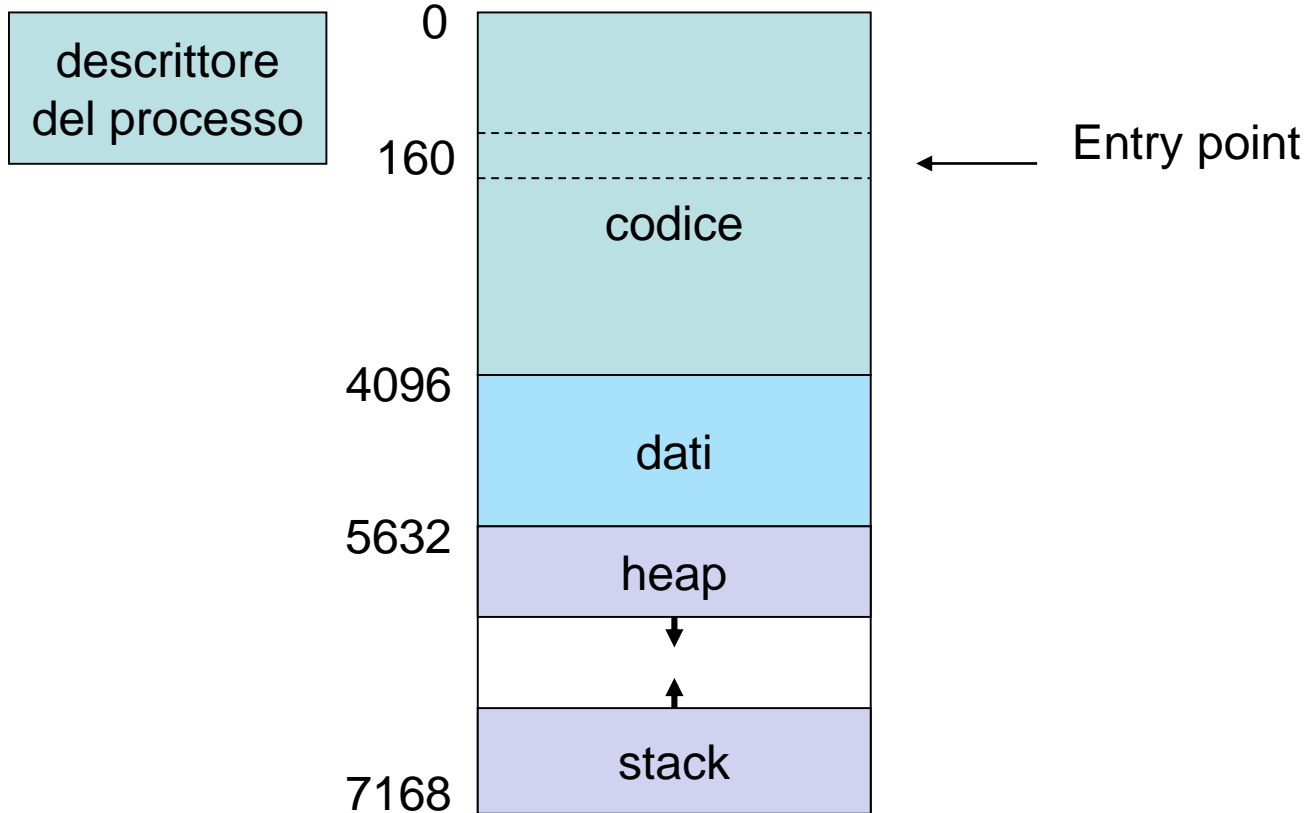 descrittore
del processo
0
160
Entry point
codice
4096
dati
5632
heap
stack
7168